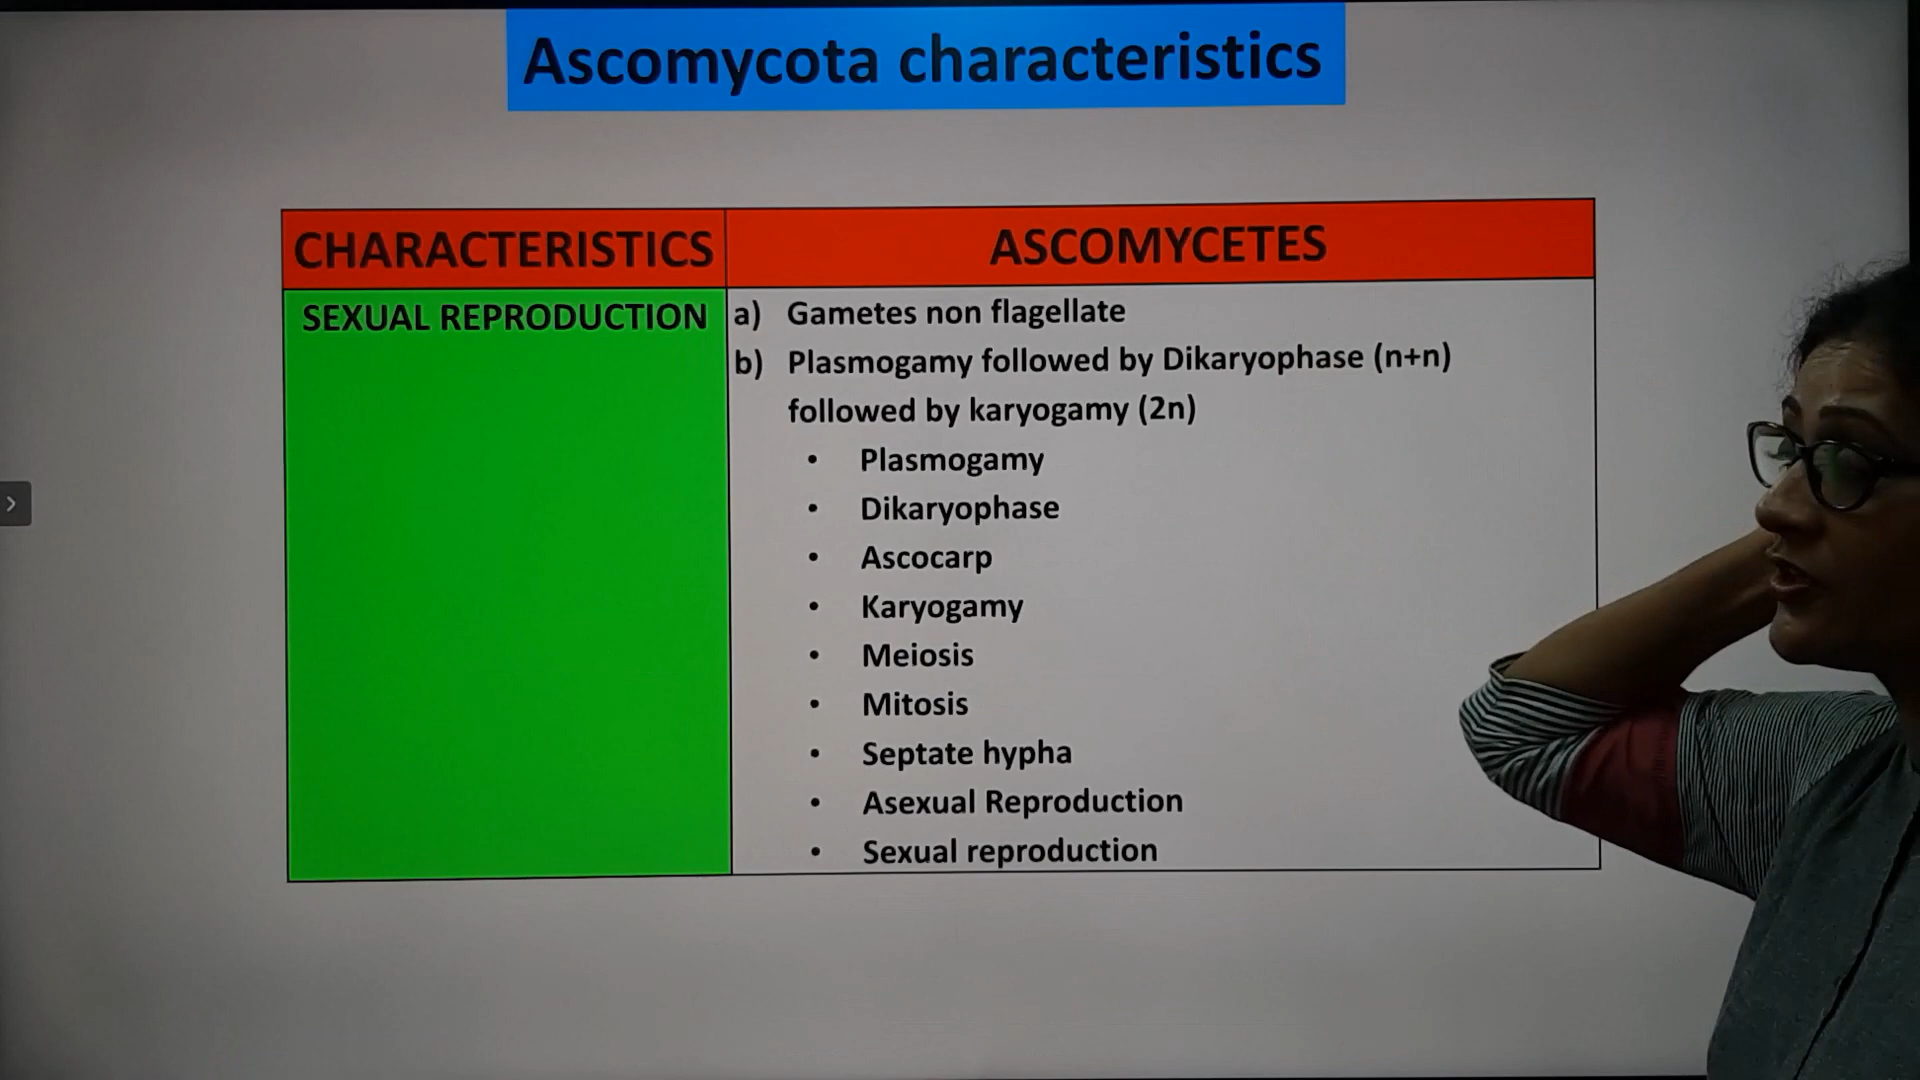 Ascomycota characteristics
CHARACTERISTICS
ASCOMYCETES
SEXUAL REPRODUCTION
a) Gametes non flagellate
b) Plasmogamy followed by Dikaryophase (n+n)
followed by karyogamy (2n)
• Plasmogamy
• Dikaryophase
• Ascocarp
• Karyogamy
• Meiosis
• Mitosis
• Septate hypha
• Asexual Reproduction
• Sexual reproduction